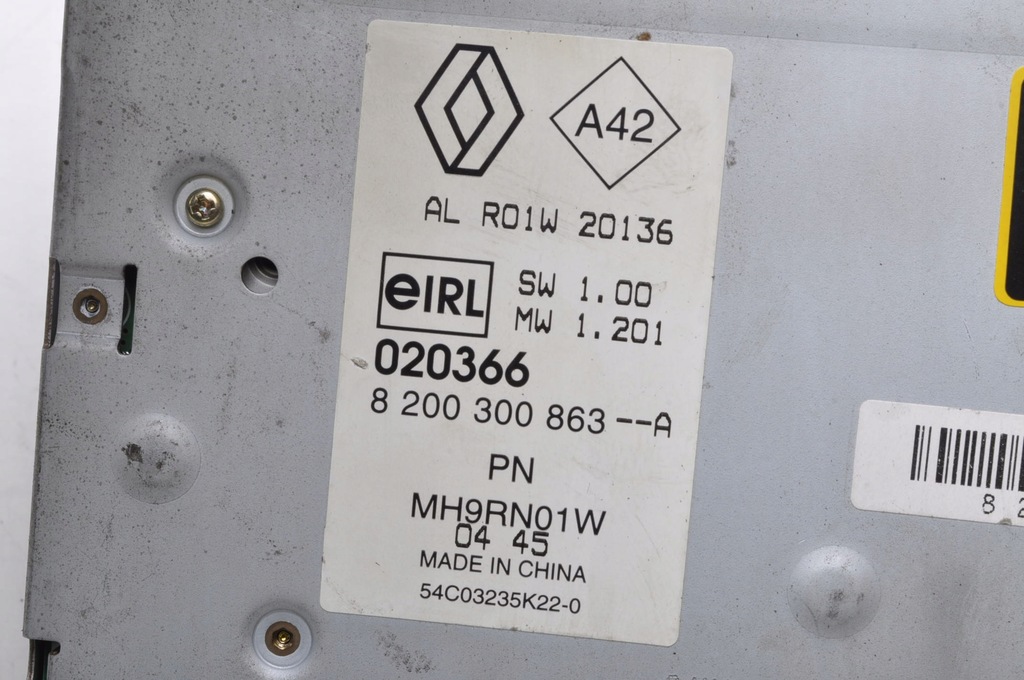 A42
AL R01W 20136
eIRL
SW 1.00
MW 1.201
020366
8 200 300 863 --A
PN
MH9RN01W
04 45
MADE IN CHINA
54C03235K22-0
8